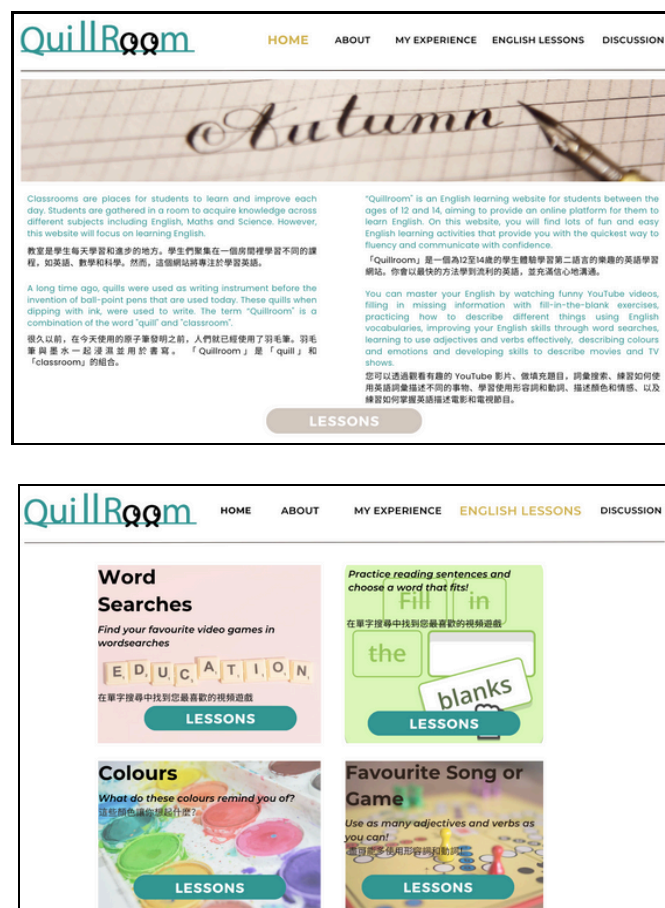 QuillRoom HOME ABOUT MY EXPERIENCE ENGLISH LESSONS DISCUSSION
Autumn
Classrooms are places for students to learn and improve each
day. Students are gathered in a room to acquire knowledge across
different subjects including English, Maths and Science. However,
this website will focus on learning English.
教室是學生每天學習和進步的地方。學生們聚集在一個房間裡學習不同的課
程，如英語、數學和科學。然而，這個網站將專注於學習英語。
A long time ago, quills were used as writing instrument before the
invention of ball-point pens that are used today. These quills when
dipping with ink, were used to write. The term “Quillroom” is a
combination of the word "quill" and "classroom".
很久以前，在今天使用的原子筆發明之前，人們就已經使用了羽毛筆。羽毛
筆與墨水一起浸濕並用於書寫。 「Quillroom」是「quill」和
「classroom」的組合。
“Quillroom” is an English learning website for students between the
ages of 12 and 14, aiming to provide an online platform for them to
learn English. On this website, you will find lots of fun and easy
English learning activities that provide you with the quickest way to
fluency and communicate with confidence.
「Quillroom」是一個為12至14歲的學生體驗學習第二語言的樂趣的英語學習
網站。你會以最快的方法學到流利的英語，並充滿信心地溝通。
You can master your English by watching funny YouTube videos,
filling in missing information with fill-in-the-blank exercises,
practicing how to describe different things using English
vocabularies, improving your English skills through word searches,
learning to use adjectives and verbs effectively, describing colours
and emotions and developing skills to describe movies and TV
shows.
您可以透過觀看有趣的 YouTube 影片、做填充題目，詞彙搜索、練習如何使
用英語詞彙描述不同的事物、學習使用形容詞和動詞、描述顏色和情感、以及
練習如何掌握英語描述電影和電視節目。
LESSONS
QuillRoom HOME ABOUT MY EXPERIENCE ENGLISH LESSONS DISCUSSION
Word
Searches
Find your favourite video games in
wordsearches
EDUCATION
在單字搜尋中找到您最喜歡的視頻遊戲
LESSONS
Practice reading sentences and
choose a word that fits!
Fill in
在單字搜尋中找到您最喜歡的視頻遊戲
the
blanks
LESSONS
Colours
What do these colours remind you of?
這些顏色讓你想起什麼?
LESSONS
Favourite Song or
Game
Use as many adjectives and verbs as
you can!
盡可能多使用形容詞和動詞!
LESSONS